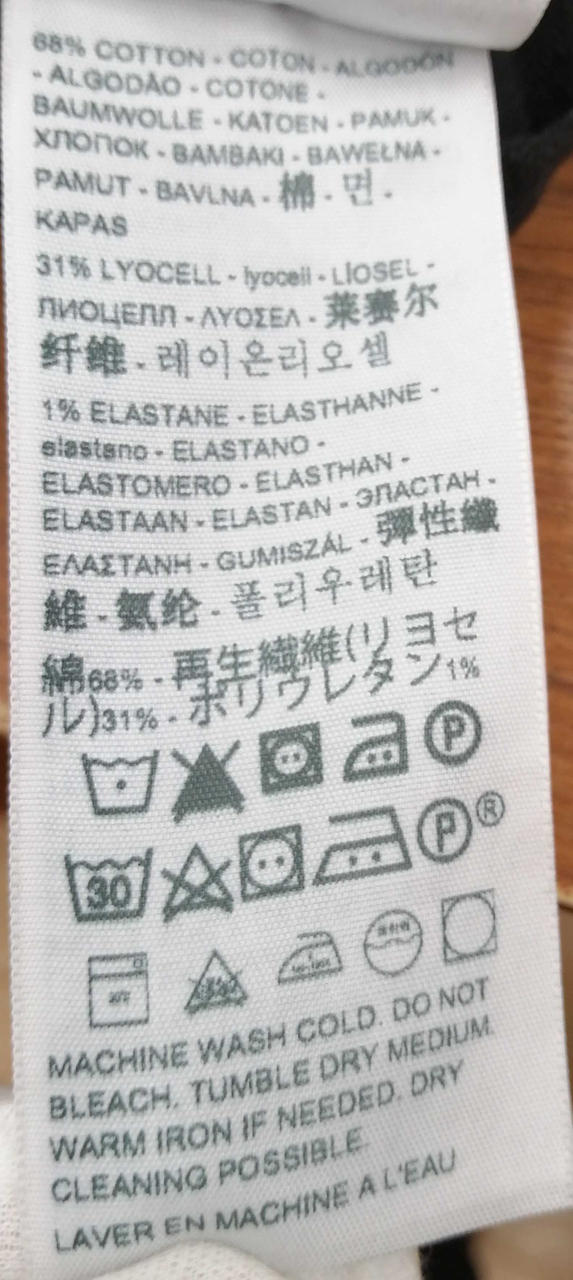 68% COTTON - COTON - ALGODÓN
- ALGODÃO - COTONE -
BAUMWOLLE - KATOEN - PAMUK -
ХЛОПОК - BAMBAKI - BAWEŁNA -
PAMUT - BAVLNA - 棉 - 면 -
KAPAS
31% LYOCELL - lyocell - LİOSEL -
ЛИОЦЕЛЛ - ΛΥΟΣΕΛ - 莱赛尔
纤维 - 레이온리오셀
1% ELASTANE - ELASTHANNE -
elastano - ELASTANO -
ELASTOMERO - ELASTHAN -
ELASTAAN - ELASTAN - ЭЛАСТАН -
ΕΛΑΣΤΑΝΗ - GUMISZÁL - 彈性纖
維 - 氨纶 - 폴리우레탄
綿68% - 再生繊維(リヨセ
ル)31% - ポリウレタン1%
P
30 P ®
MACHINE WASH COLD. DO NOT
BLEACH. TUMBLE DRY MEDIUM.
WARM IRON IF NEEDED. DRY
CLEANING POSSIBLE.
LAVER EN MACHINE A L'EAU